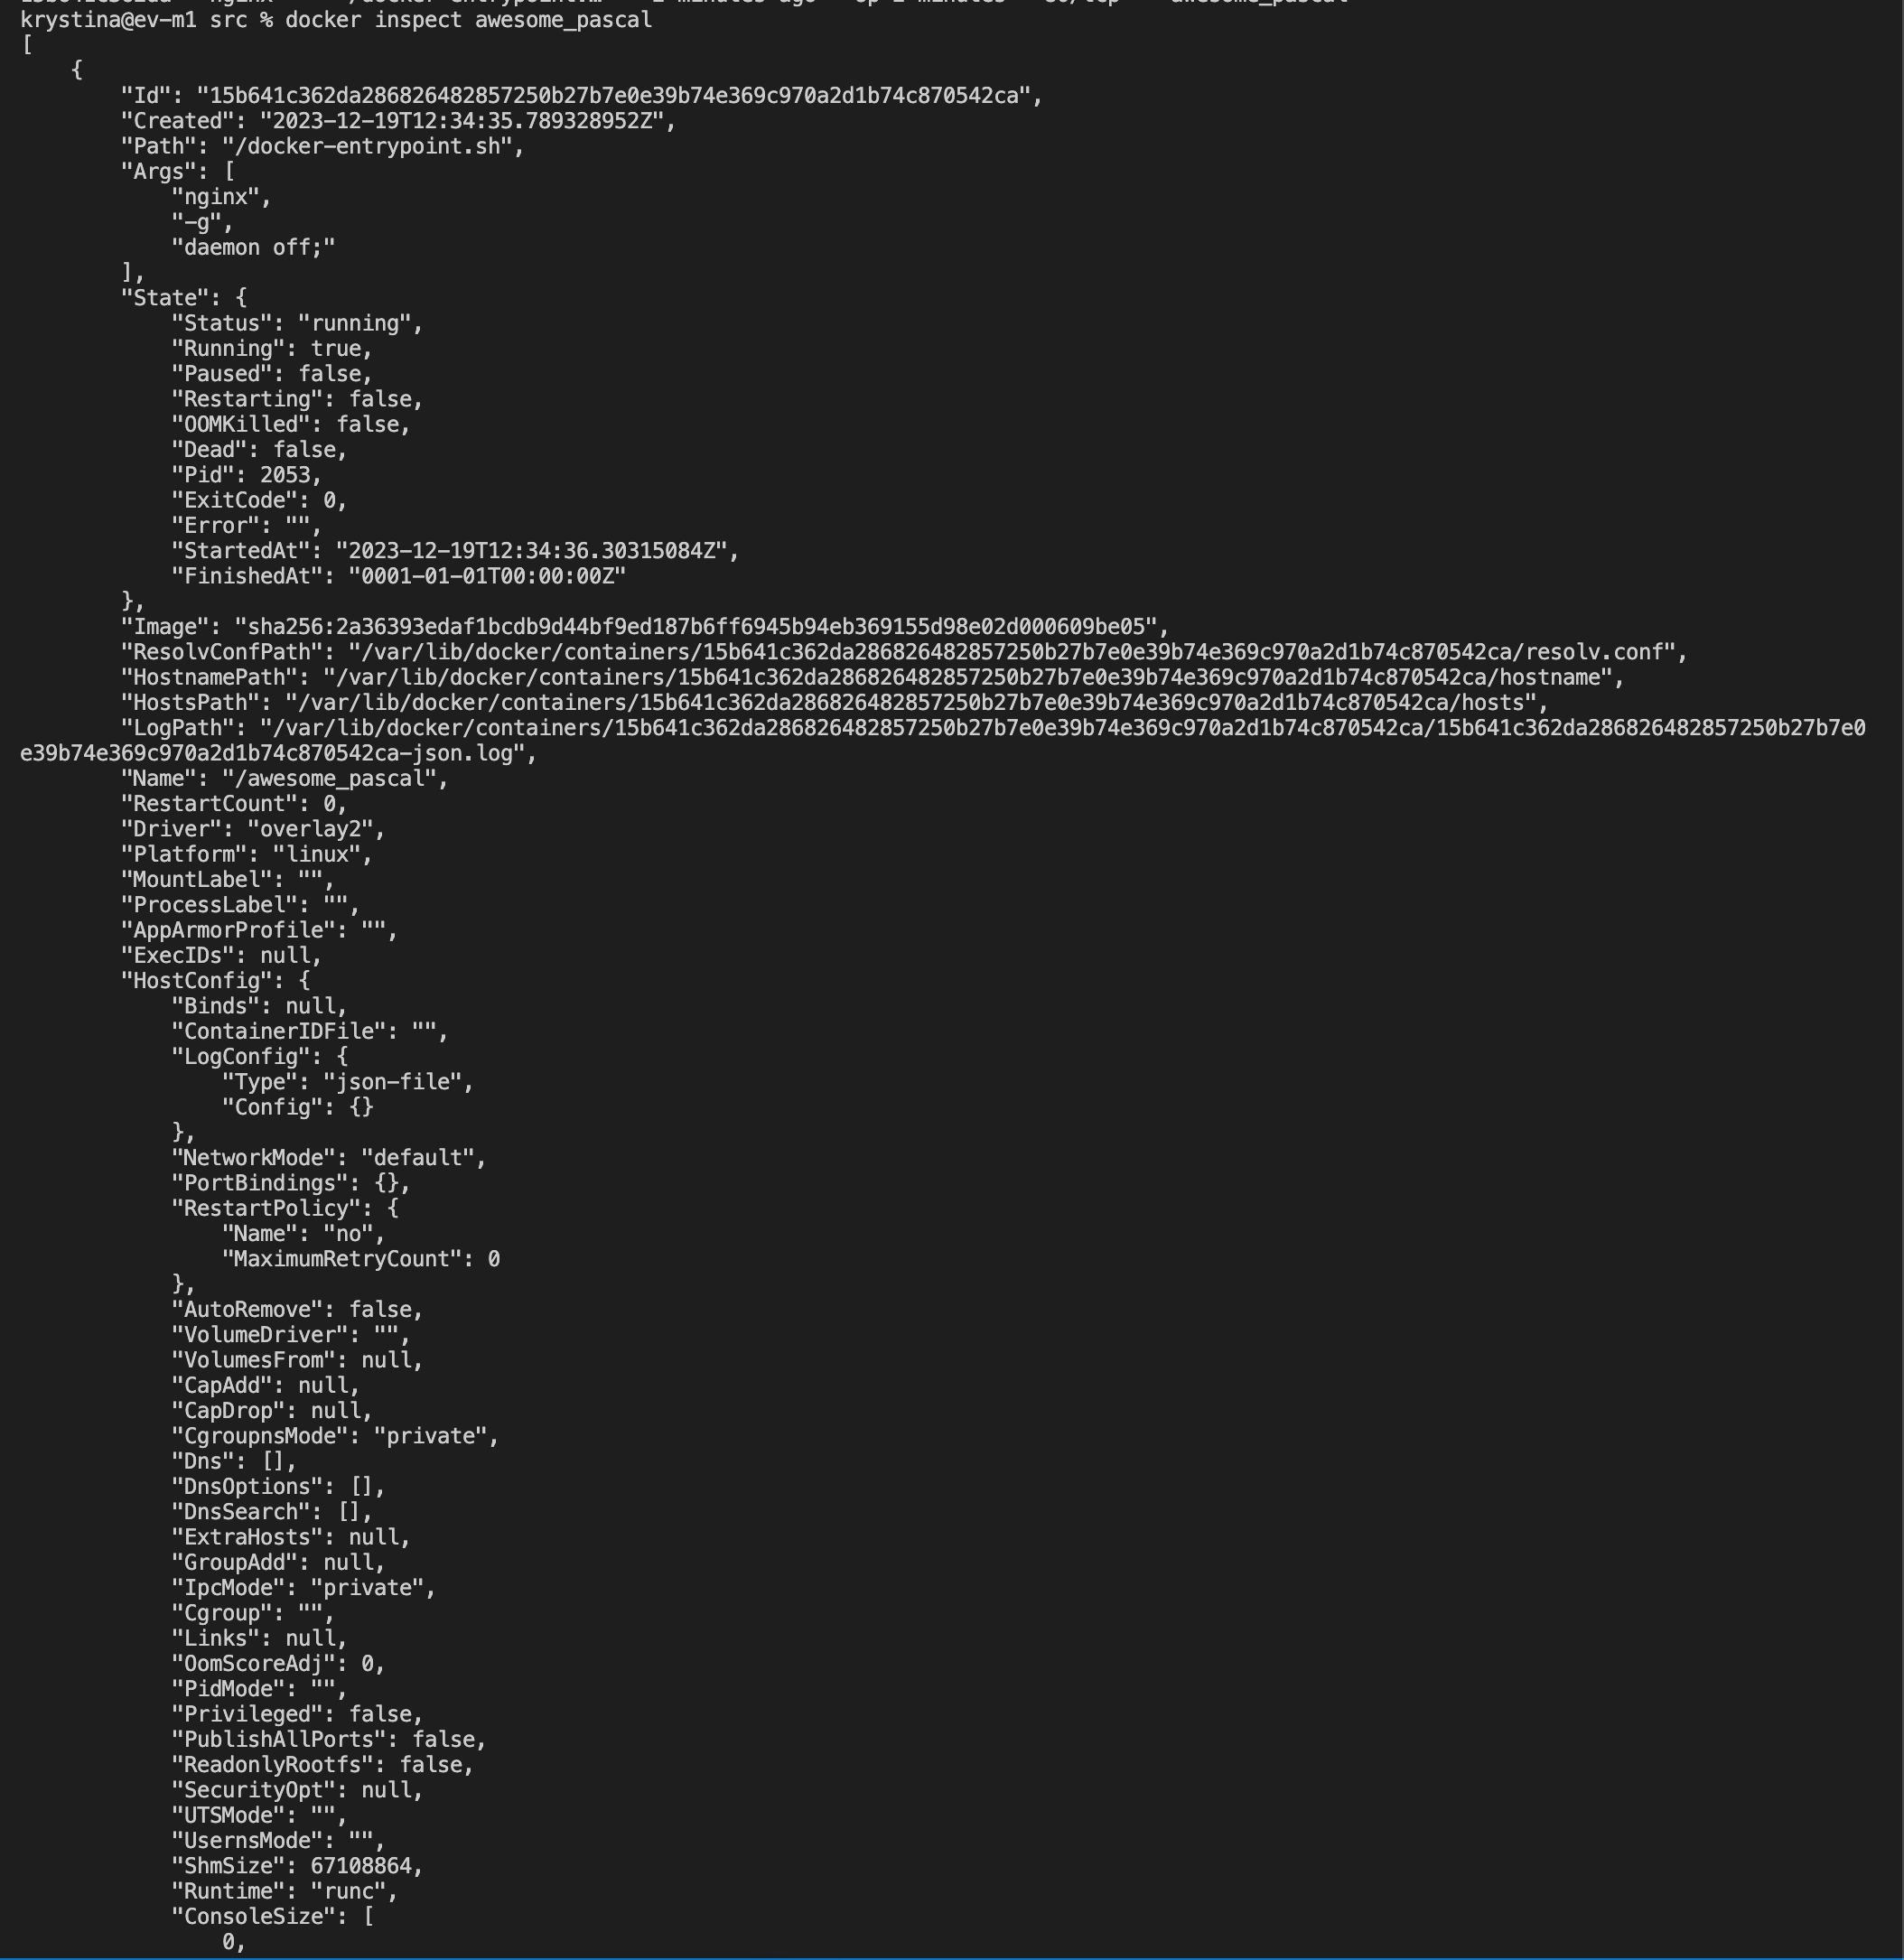 krystina@ev-m1 src % docker inspect awesome_pascal
[
    {
        "Id": "15b641c362da286826482857250b27b7e0e39b74e369c970a2d1b74c870542ca",
        "Created": "2023-12-19T12:34:35.789328952Z",
        "Path": "/docker-entrypoint.sh",
        "Args": [
            "nginx",
            "-g",
            "daemon off;"
        ],
        "State": {
            "Status": "running",
            "Running": true,
            "Paused": false,
            "Restarting": false,
            "OOMKilled": false,
            "Dead": false,
            "Pid": 2053,
            "ExitCode": 0,
            "Error": "",
            "StartedAt": "2023-12-19T12:34:36.30315084Z",
            "FinishedAt": "0001-01-01T00:00:00Z"
        },
        "Image": "sha256:2a36393edaf1bcdb9d44bf9ed187b6ff6945b94eb369155d98e02d000609be05",
        "ResolvConfPath": "/var/lib/docker/containers/15b641c362da286826482857250b27b7e0e39b74e369c970a2d1b74c870542ca/resolv.conf",
        "HostnamePath": "/var/lib/docker/containers/15b641c362da286826482857250b27b7e0e39b74e369c970a2d1b74c870542ca/hostname",
        "HostsPath": "/var/lib/docker/containers/15b641c362da286826482857250b27b7e0e39b74e369c970a2d1b74c870542ca/hosts",
        "LogPath": "/var/lib/docker/containers/15b641c362da286826482857250b27b7e0e39b74e369c970a2d1b74c870542ca/15b641c362da286826482857250b27b7e0
e39b74e369c970a2d1b74c870542ca-json.log",
        "Name": "/awesome_pascal",
        "RestartCount": 0,
        "Driver": "overlay2",
        "Platform": "linux",
        "MountLabel": "",
        "ProcessLabel": "",
        "AppArmorProfile": "",
        "ExecIDs": null,
        "HostConfig": {
            "Binds": null,
            "ContainerIDFile": "",
            "LogConfig": {
                "Type": "json-file",
                "Config": {}
            },
            "NetworkMode": "default",
            "PortBindings": {},
            "RestartPolicy": {
                "Name": "no",
                "MaximumRetryCount": 0
            },
            "AutoRemove": false,
            "VolumeDriver": "",
            "VolumesFrom": null,
            "CapAdd": null,
            "CapDrop": null,
            "CgroupnsMode": "private",
            "Dns": [],
            "DnsOptions": [],
            "DnsSearch": [],
            "ExtraHosts": null,
            "GroupAdd": null,
            "IpcMode": "private",
            "Cgroup": "",
            "Links": null,
            "OomScoreAdj": 0,
            "PidMode": "",
            "Privileged": false,
            "PublishAllPorts": false,
            "ReadonlyRootfs": false,
            "SecurityOpt": null,
            "UTSMode": "",
            "UsernsMode": "",
            "ShmSize": 67108864,
            "Runtime": "runc",
            "ConsoleSize": [
                0,